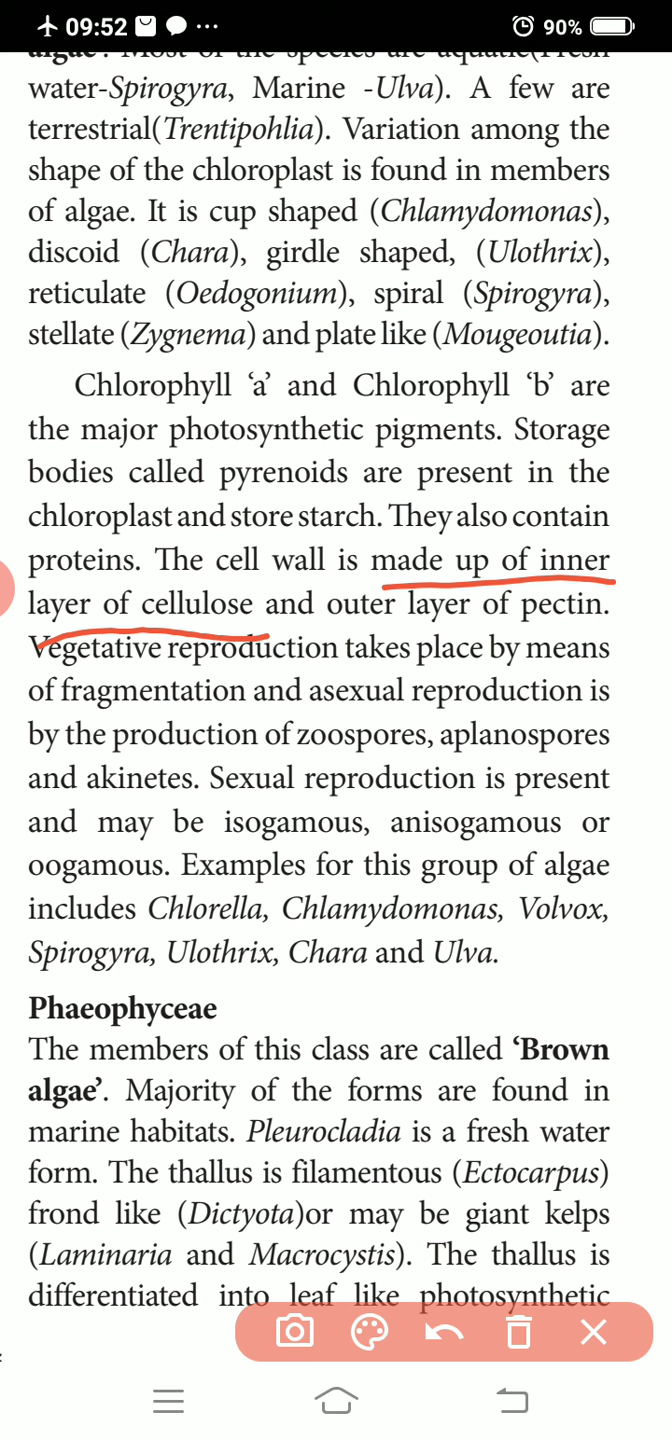 09:52
90%
algae'. Most of the species are aquatic(Fresh
water-Spirogyra, Marine -Ulva). A few are
terrestrial(Trentipohlia). Variation among the
shape of the chloroplast is found in members
of algae. It is cup shaped (Chlamydomonas),
discoid (Chara), girdle shaped, (Ulothrix),
reticulate (Oedogonium), spiral (Spirogyra),
stellate (Zygnema) and plate like (Mougeoutia).
Chlorophyll ‘a’ and Chlorophyll ‘b’ are
the major photosynthetic pigments. Storage
bodies called pyrenoids are present in the
chloroplast and store starch. They also contain
proteins. The cell wall is made up of inner
layer of cellulose and outer layer of pectin.
Vegetative reproduction takes place by means
of fragmentation and asexual reproduction is
by the production of zoospores, aplanospores
and akinetes. Sexual reproduction is present
and may be isogamous, anisogamous or
oogamous. Examples for this group of algae
includes Chlorella, Chlamydomonas, Volvox,
Spirogyra, Ulothrix, Chara and Ulva.
Phaeophyceae
The members of this class are called ‘Brown
algae’. Majority of the forms are found in
marine habitats. Pleurocladia is a fresh water
form. The thallus is filamentous (Ectocarpus)
frond like (Dictyota)or may be giant kelps
(Laminaria and Macrocystis). The thallus is
differentiated into leaf like photosynthetic